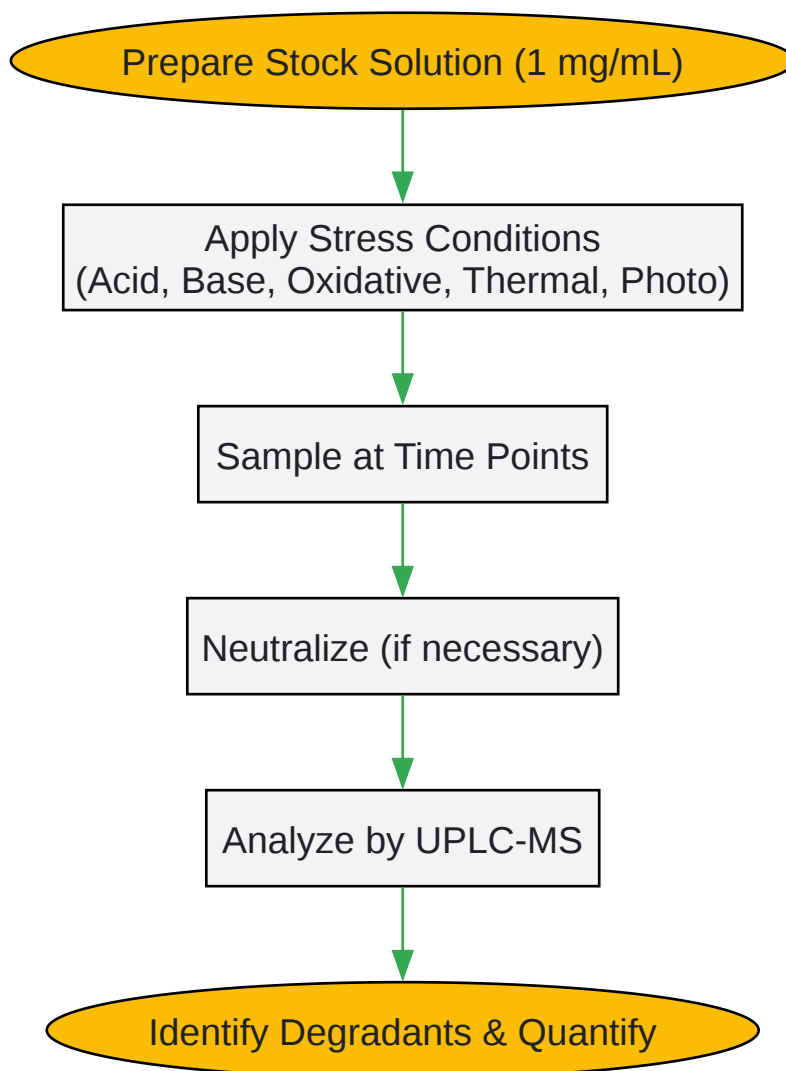 Prepare Stock Solution (1 mg/mL)
Apply Stress Conditions
(Acid, Base, Oxidative, Thermal, Photo)
Sample at Time Points
Neutralize (if necessary)
Analyze by UPLC-MS
Identify Degradants & Quantify